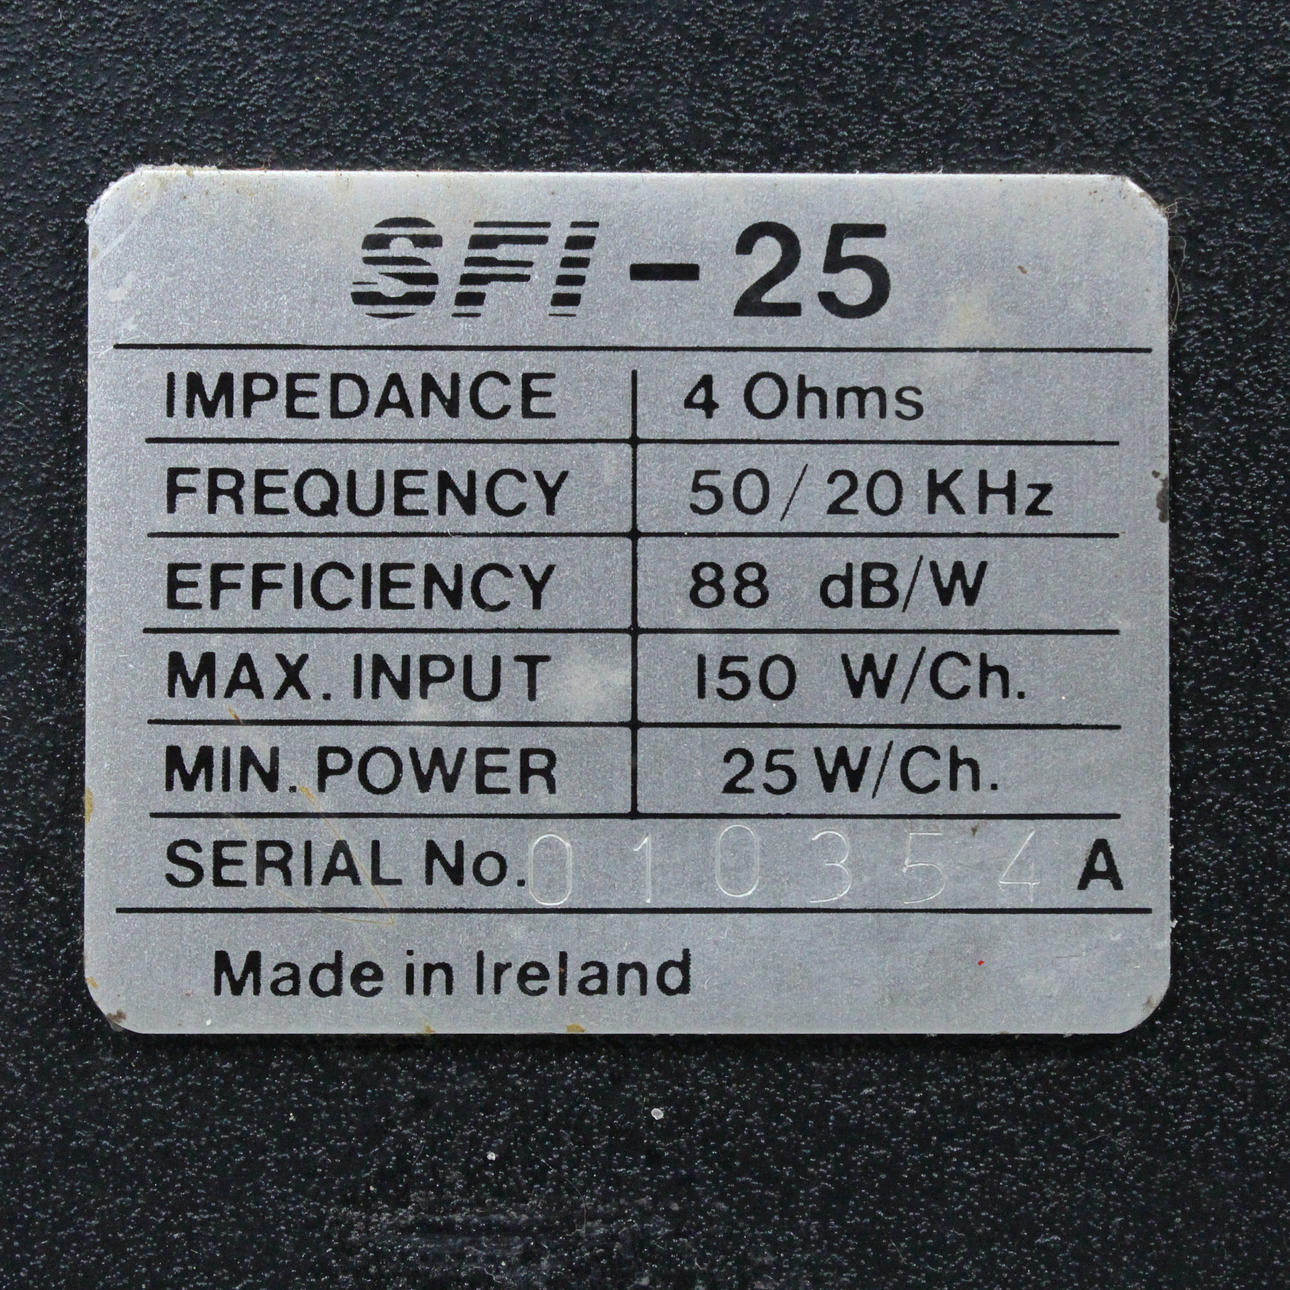 SFI-25
IMPEDANCE 4 Ohms
FREQUENCY 50/20 KHz
EFFICIENCY 88 dB/W
MAX. INPUT 150 W/Ch.
MIN. POWER 25 W/Ch.
SERIAL No. 010354 A
Made in Ireland